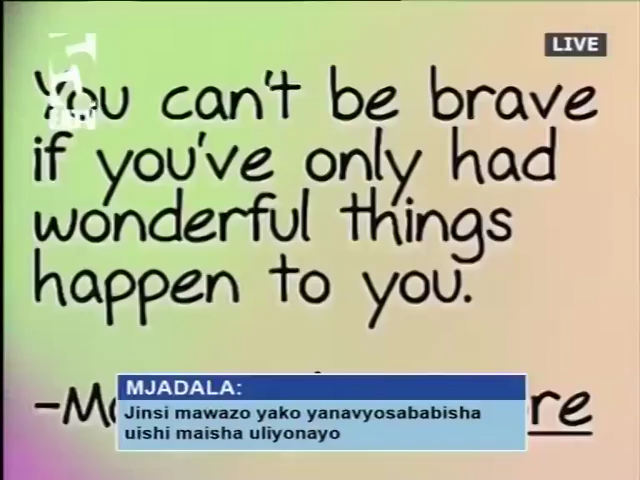 LIVE
You can't be brave
if you've only had
wonderful things
happen to you.
MJADALA:
Jinsi mawazo yako yanavyosababisha
uishi maisha uliyonayo